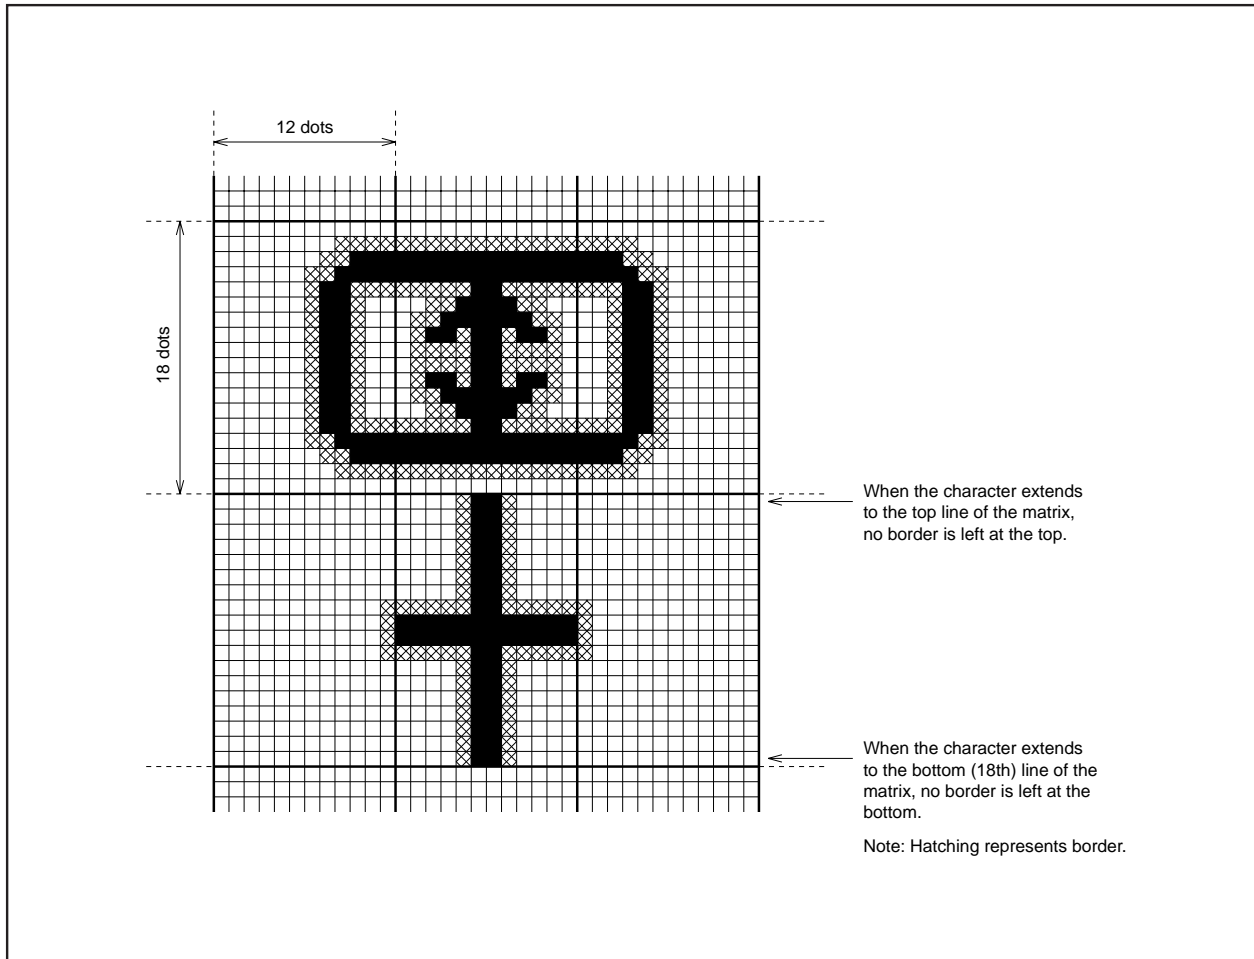 12 dots
18 dots
When the character extends
to the top line of the matrix,
no border is left at the top.
When the character extends
to the bottom (18th) line of the
matrix, no border is left at the
bottom.
Note: Hatching represents border.